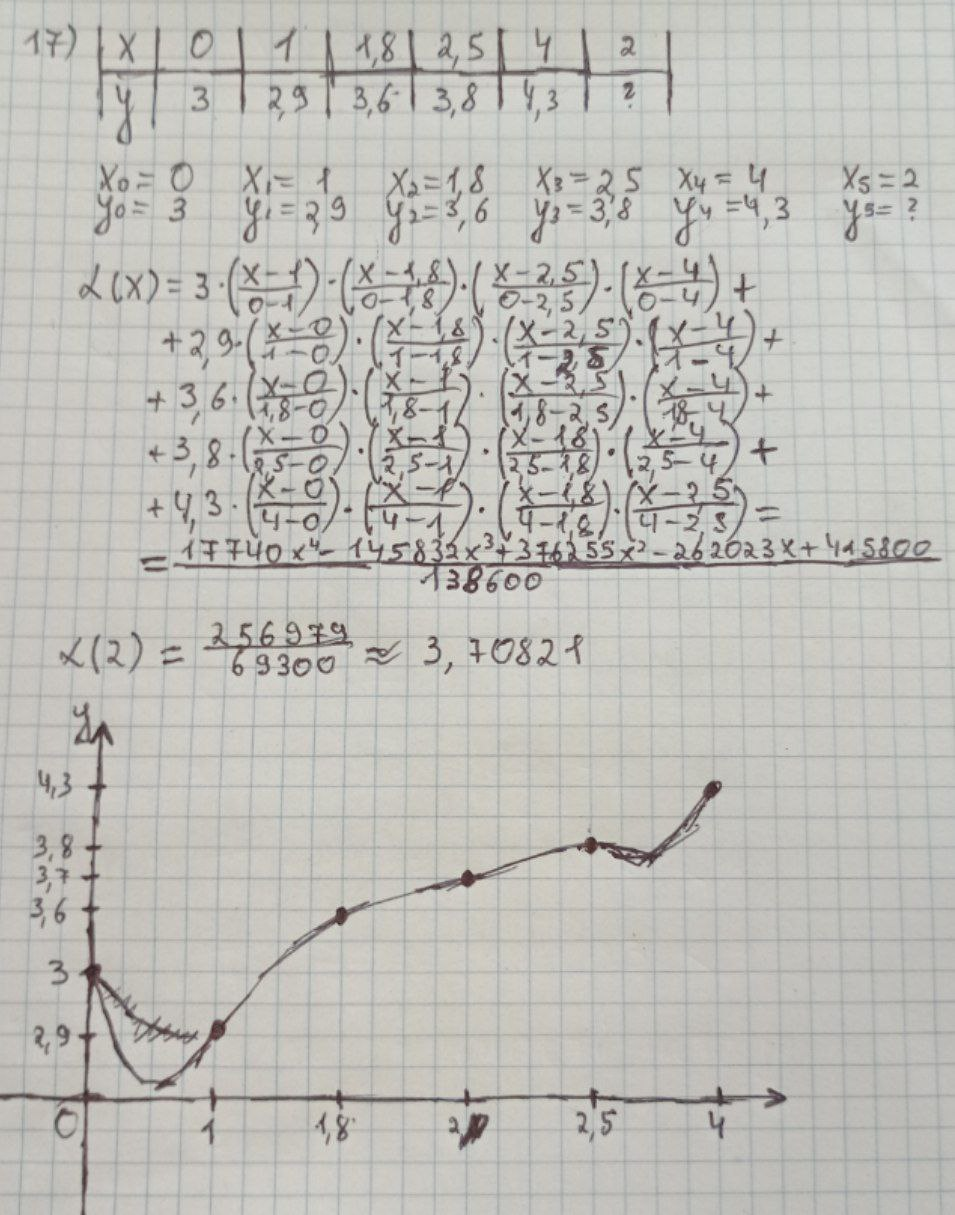 17) | x | 0 | 1 | 1,8 | 2,5 | 4 | 2 |
| y | 3 | 2,9 | 3,6 | 3,8 | 4,3 | ? |
x₀ = 0 x₁ = 1 x₂ = 1,8 x₃ = 2,5 x₄ = 4 x₅ = 2
y₀ = 3 y₁ = 2,9 y₂ = 3,6 y₃ = 3,8 y₄ = 4,3 y₅ = ?
L(x) = 3·((x-1)/(0-1))·((x-1,8)/(0-1,8))·((x-2,5)/(0-2,5))·((x-4)/(0-4)) +
+ 2,9·((x-0)/(1-0))·((x-1,8)/(1-1,8))·((x-2,5)/(1-2,5))·((x-4)/(1-4)) +
+ 3,6·((x-0)/(1,8-0))·((x-1)/(1,8-1))·((x-2,5)/(1,8-2,5))·((x-4)/(1,8-4)) +
+ 3,8·((x-0)/(2,5-0))·((x-1)/(2,5-1))·((x-1,8)/(2,5-1,8))·((x-4)/(2,5-4)) +
+ 4,3·((x-0)/(4-0))·((x-1)/(4-1))·((x-1,8)/(4-1,8))·((x-2,5)/(4-2,5)) =
= (17740x⁴ - 145832x³ + 376255x² - 262023x + 415800)/138600
L(2) = 256979/69300 ≈ 3,70821
y
4,3
3,8
3,7
3,6
3
2,9
0 1 1,8 2 2,5 4